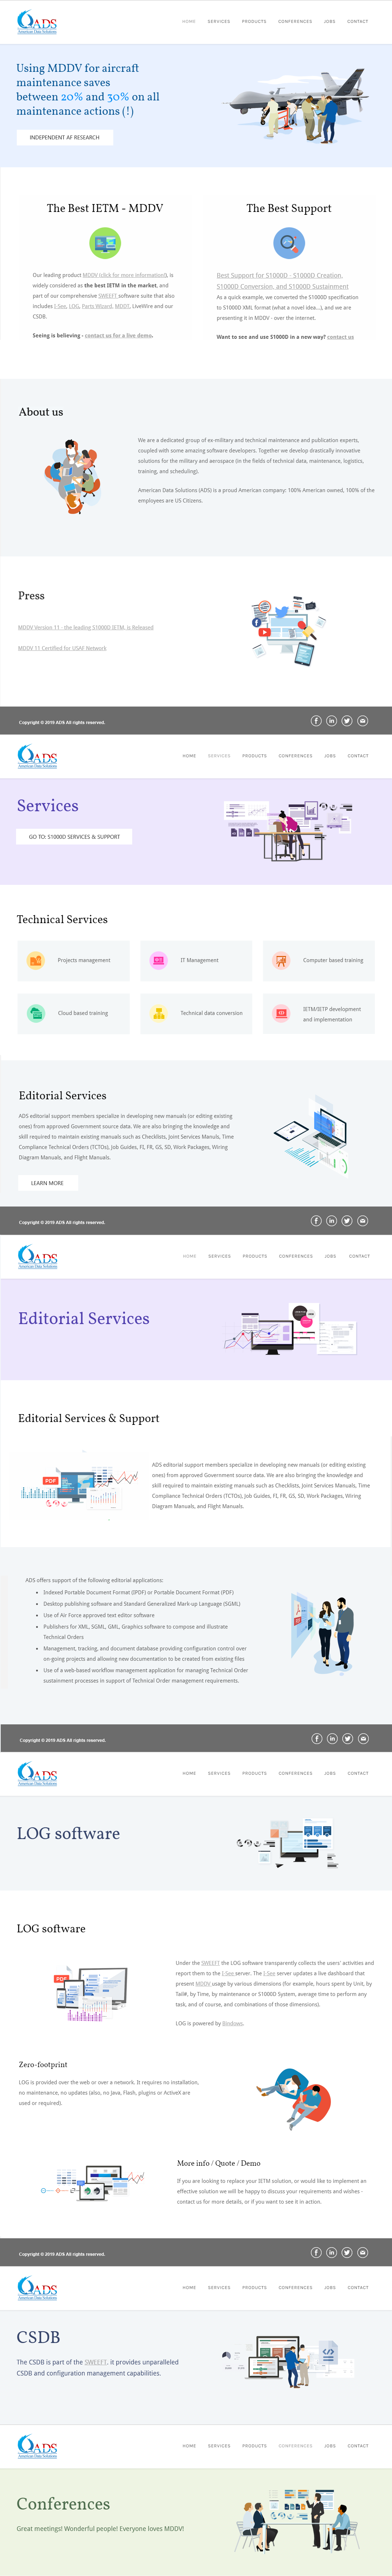 ADS
American Data Solutions
HOME SERVICES PRODUCTS CONFERENCES JOBS CONTACT
Using MDDV for aircraft
maintenance saves
between 20% and 30% on all
maintenance actions (!)
INDEPENDENT AF RESEARCH
The Best IETM - MDDV
Our leading product MDDV (click for more information!), is
widely considered as the best IETM in the market, and
part of our comprehensive SWEEFT software suite that also
includes I-See, LOG, Parts Wizard, MDDT, LiveWire and our
CSDB.
Seeing is believing - contact us for a live demo.
The Best Support
Best Support for S1000D - S1000D Creation,
S1000D Conversion, and S1000D Sustainment
As a quick example, we converted the S1000D specification
to S1000D XML format (what a novel idea...), and we are
presenting it in MDDV - over the internet.
Want to see and use S1000D in a new way? contact us
About us
We are a dedicated group of ex-military and technical maintenance and publication experts,
coupled with some amazing software developers. Together we develop drastically innovative
solutions for the military and aerospace (in the fields of technical data, maintenance, logistics,
training, and scheduling).
American Data Solutions (ADS) is a proud American company: 100% American owned, 100% of the
employees are US Citizens.
Press
MDDV Version 11 - the leading S1000D IETM, is Released
MDDV 11 Certified for USAF Network
Copyright © 2019 ADS All rights reserved.
ADS
American Data Solutions
HOME SERVICES PRODUCTS CONFERENCES JOBS CONTACT
Services
GO TO: S1000D SERVICES & SUPPORT
Technical Services
Projects management
IT Management
Computer based training
Cloud based training
Technical data conversion
IETM/IETP development
and implementation
Editorial Services
ADS editorial support members specialize in developing new manuals (or editing existing
ones) from approved Government source data. We are also bringing the knowledge and
skill required to maintain existing manuals such as Checklists, Joint Services Manuls, Time
Compliance Technical Orders (TCTOs), Job Guides, FI, FR, GS, SD, Work Packages, Wiring
Diagram Manuals, and Flight Manuals.
LEARN MORE
Copyright © 2019 ADS All rights reserved.
ADS
American Data Solutions
HOME SERVICES PRODUCTS CONFERENCES JOBS CONTACT
Editorial Services
Editorial Services & Support
PDF
ADS editorial support members specialize in developing new manuals (or editing existing
ones) from approved Government source data. We are also bringing the knowledge and
skill required to maintain existing manuals such as Checklists, Joint Services Manuls, Time
Compliance Technical Orders (TCTOs), Job Guides, FI, FR, GS, SD, Work Packages, Wiring
Diagram Manuals, and Flight Manuals.
ADS offers support of the following editorial applications:
• Indexed Portable Document Format (IPDF) or Portable Document Format (PDF)
• Desktop publishing software and Standard Generalized Mark-up Language (SGML)
• Use of Air Force approved text editor software
• Publishers for XML, SGML, GML, Graphics software to compose and illustrate
Technical Orders
• Management, tracking, and document database providing configuration control over
on-going projects and allowing new documentation to be created from existing files
• Use of a web-based workflow management application for managing Technical Order
sustainment processes in support of Technical Order management requirements.
Copyright © 2019 ADS All rights reserved.
ADS
American Data Solutions
HOME SERVICES PRODUCTS CONFERENCES JOBS CONTACT
LOG software
LOG software
PDF
Under the SWEEFT the LOG software transparently collects the users' activities and
report them to the I-See server. The I-See server updates a live dashboard that
present MDDV usage by various dimensions (for example, hours spent by Unit, by
Tail#, by Time, by maintenance or S1000D System, average time to perform any
task, and of course, and combinations of those dimensions).
LOG is powered by Bindows.
Zero-footprint
LOG is provided over the web or over a network. It requires no installation,
no maintenance, no updates (also, no Java, Flash, plugins or ActiveX are
used or required).
More info / Quote / Demo
If you are looking to replace your IETM solution, or would like to implement an
effective solution we will be happy to discuss your requirements and wishes -
contact us for more details, or if you want to see it in action.
Copyright © 2019 ADS All rights reserved.
ADS
American Data Solutions
HOME SERVICES PRODUCTS CONFERENCES JOBS CONTACT
CSDB
The CSDB is part of the SWEEFT, it provides unparalleled
CSDB and configuration management capabilities.
ADS
American Data Solutions
HOME SERVICES PRODUCTS CONFERENCES JOBS CONTACT
Conferences
Great meetings! Wonderful people! Everyone loves MDDV!